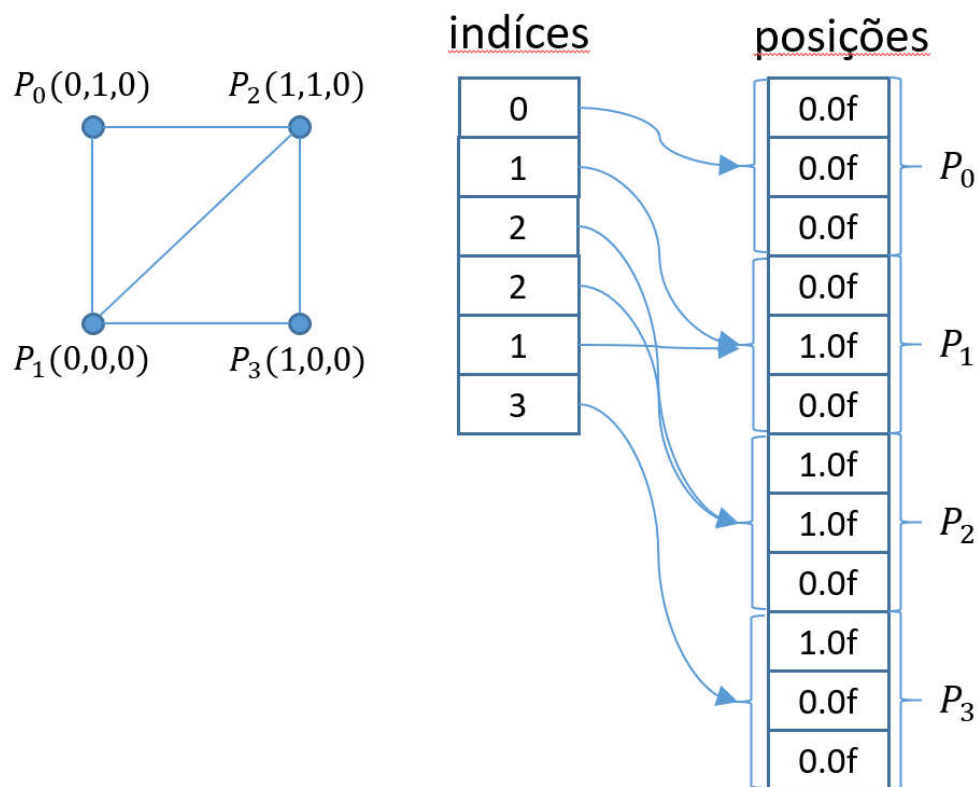 indíces
posições
P₀(0,1,0)
P₂(1,1,0)
P₁(0,0,0)
P₃(1,0,0)
0
1
2
2
1
3
0.0f
0.0f
0.0f
0.0f
1.0f
0.0f
1.0f
1.0f
0.0f
1.0f
0.0f
0.0f
P₀
P₁
P₂
P₃